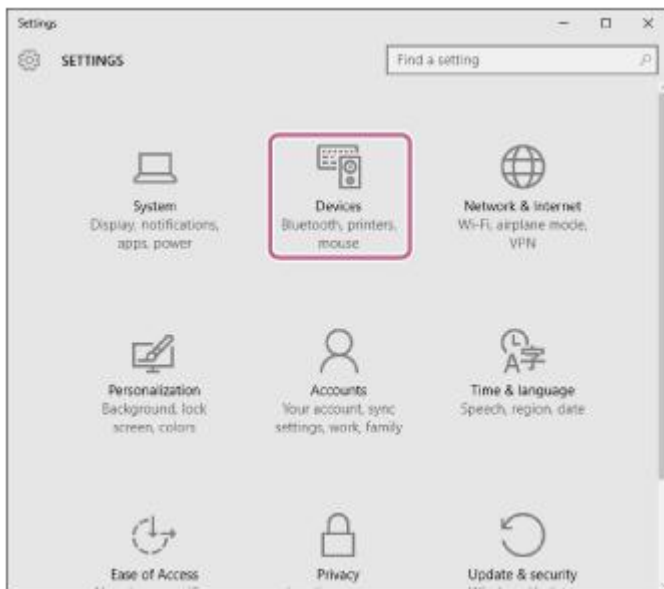 Settings
SETTINGS
Find a setting
System
Display, notifications,
apps, power
Devices
Bluetooth, printers,
mouse
Network & Internet
Wi-Fi, airplane mode,
VPN
Personalization
Background, lock
screen, colors
Accounts
Your account, sync
settings, work, family
Time & language
Speech, region, date
Ease of Access
Privacy
Update & security